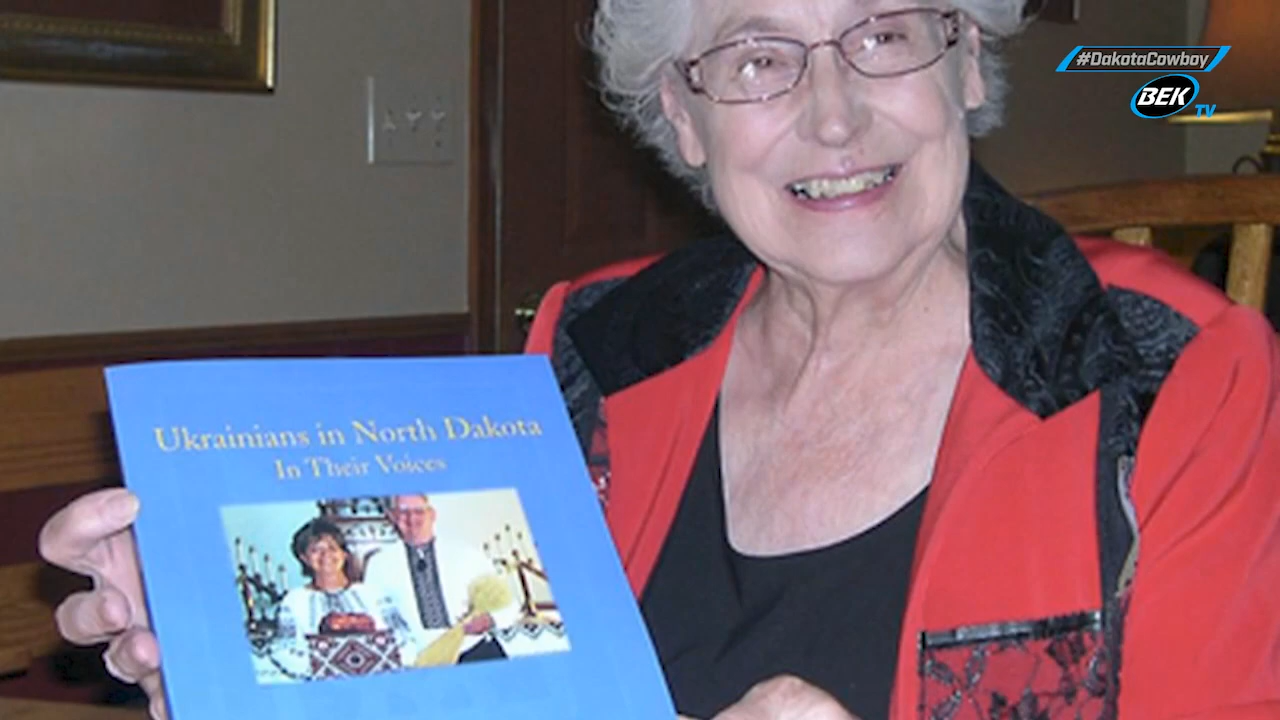 #DakotaCowboy
BEK TV
Ukrainians in North Dakota
In Their Voices